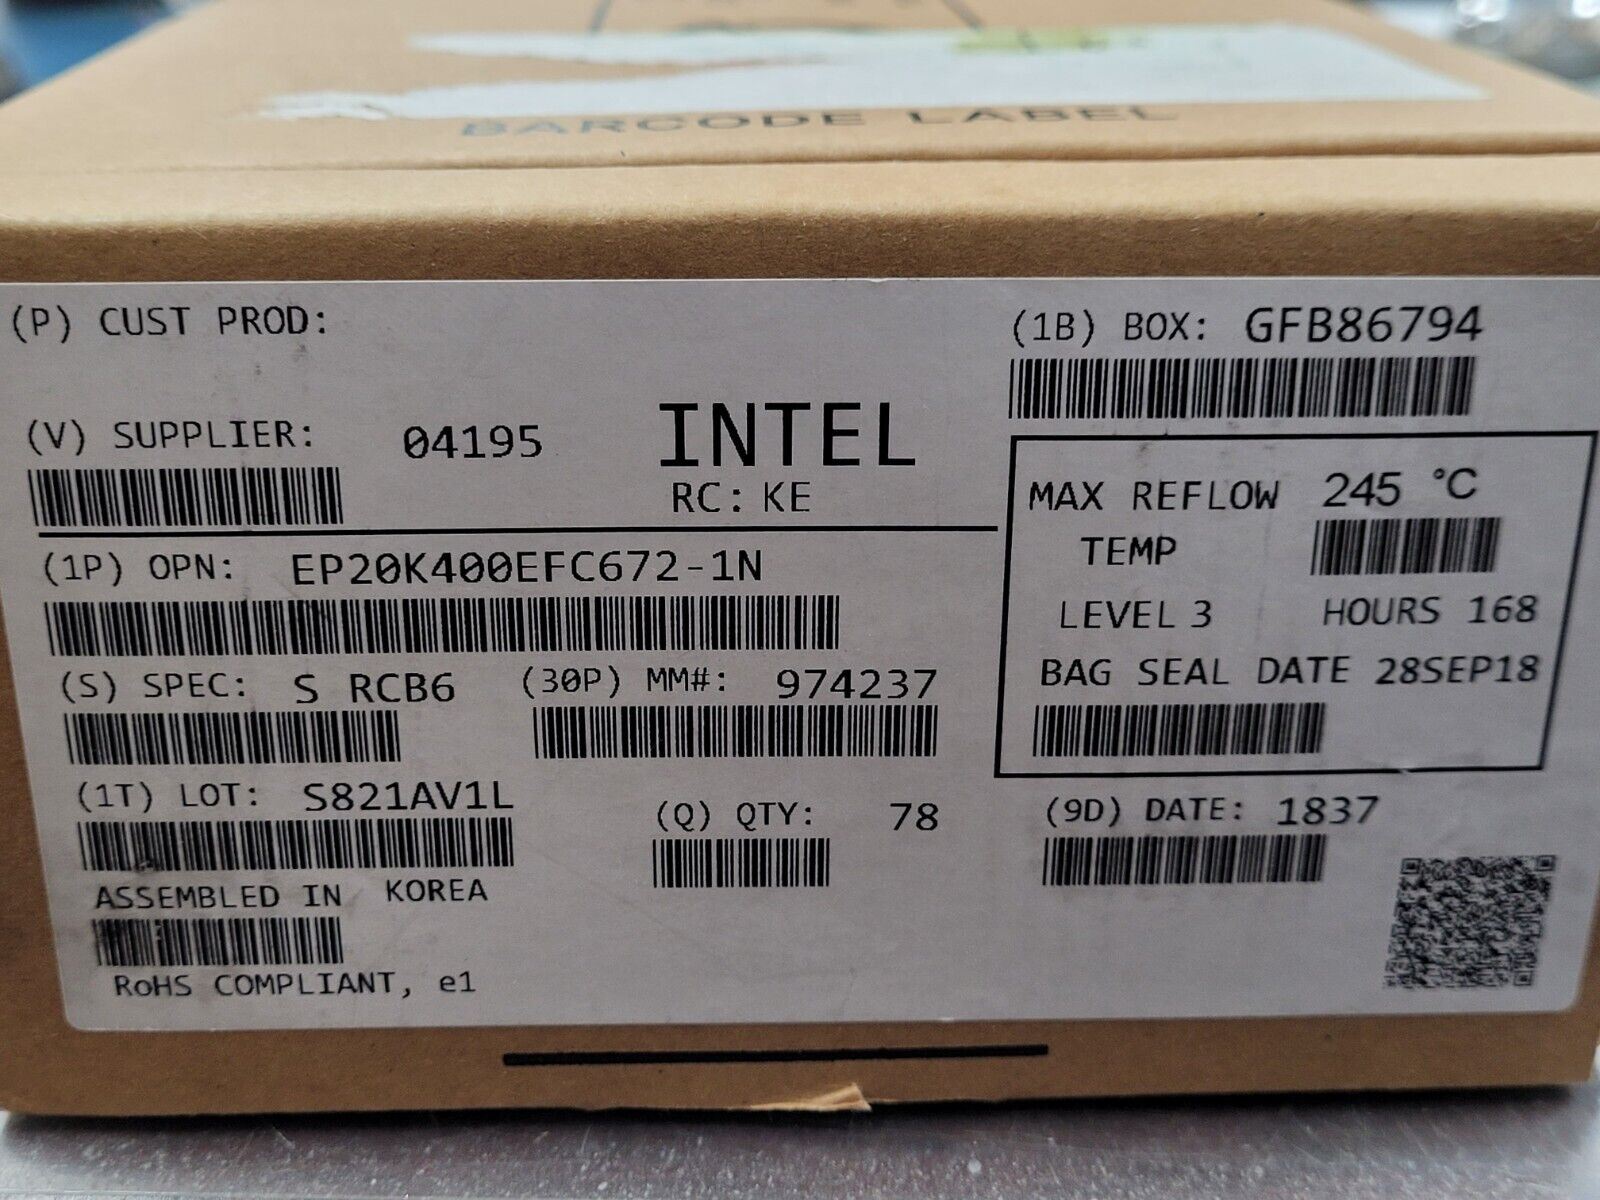 BARCODE LABEL
(P) CUST PROD:
(1B) BOX: GFB86794
(V) SUPPLIER: 04195
INTEL
RC: KE
MAX REFLOW 245 °C
TEMP
LEVEL 3 HOURS 168
BAG SEAL DATE 28SEP18
(1P) OPN: EP20K400EFC672-1N
(S) SPEC: S RCB6
(30P) MM#: 974237
(1T) LOT: S821AV1L
(Q) QTY: 78
(9D) DATE: 1837
ASSEMBLED IN KOREA
RoHS COMPLIANT, e1